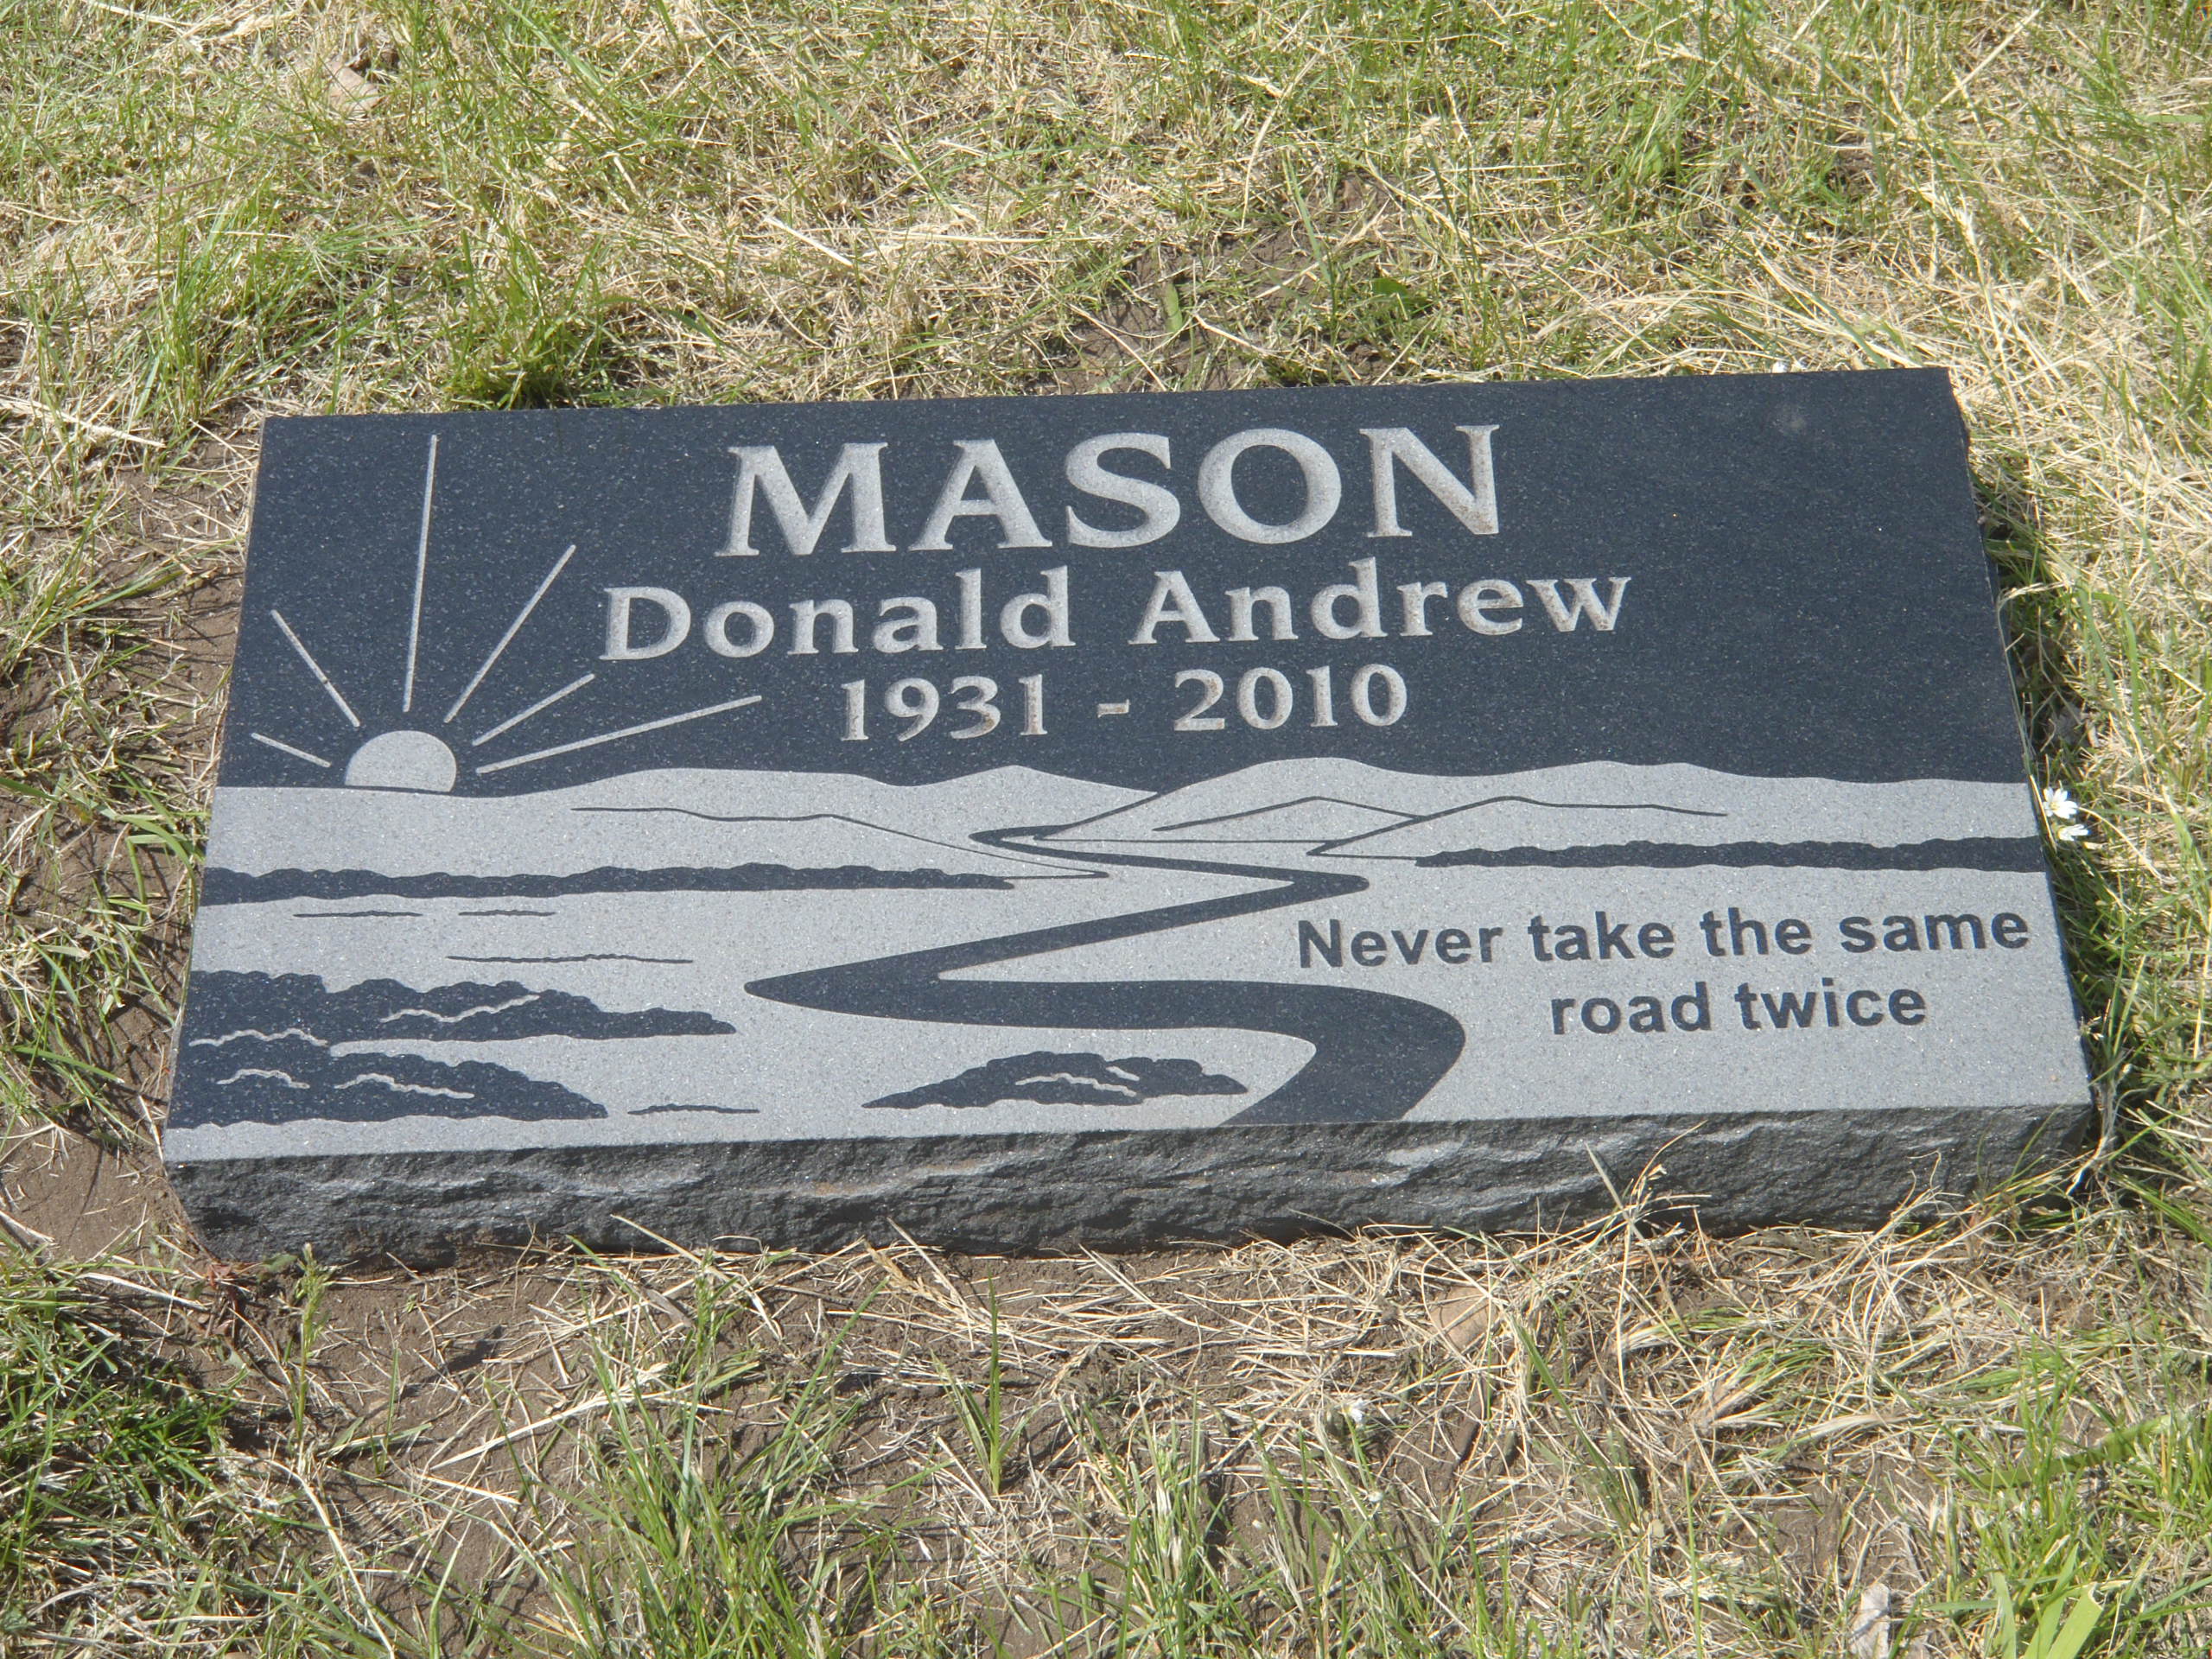 MASON
Donald Andrew
1931 - 2010
Never take the same
road twice